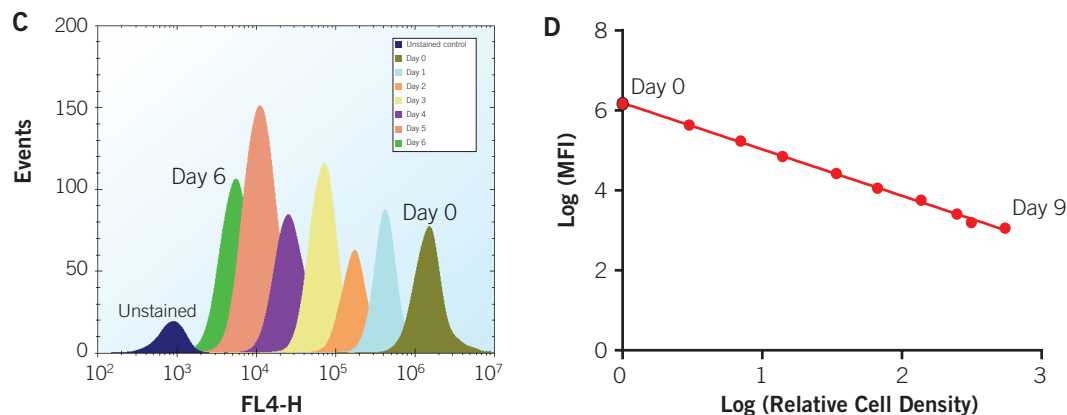 C
200
150
100
50
0
Events
Unstained control
Day 0
Day 1
Day 2
Day 3
Day 4
Day 5
Day 6
Day 6
Day 0
Unstained
10² 10³ 10⁴ 10⁵ 10⁶ 10⁷
FL4-H
D
8
6
4
2
0
Log (MFI)
Day 0
Day 9
0 1 2 3
Log (Relative Cell Density)